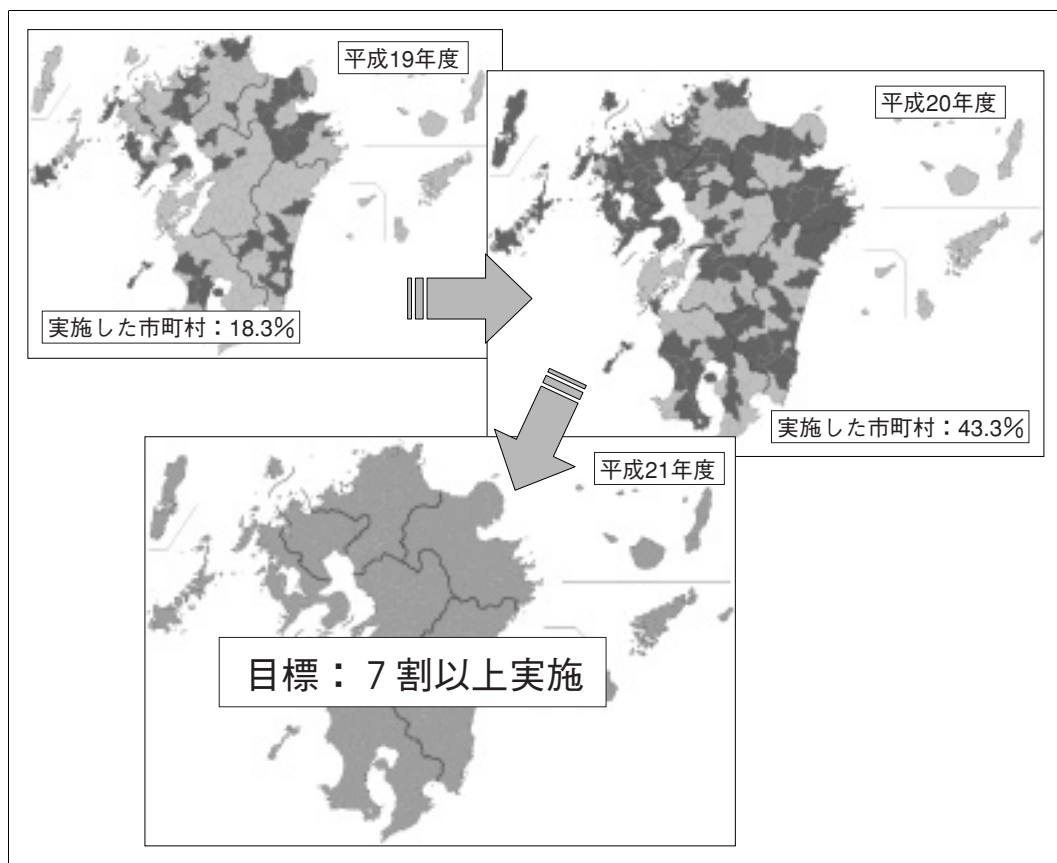 平成19年度
実施した市町村：18.3%
平成20年度
実施した市町村：43.3%
平成21年度
目標：７割以上実施